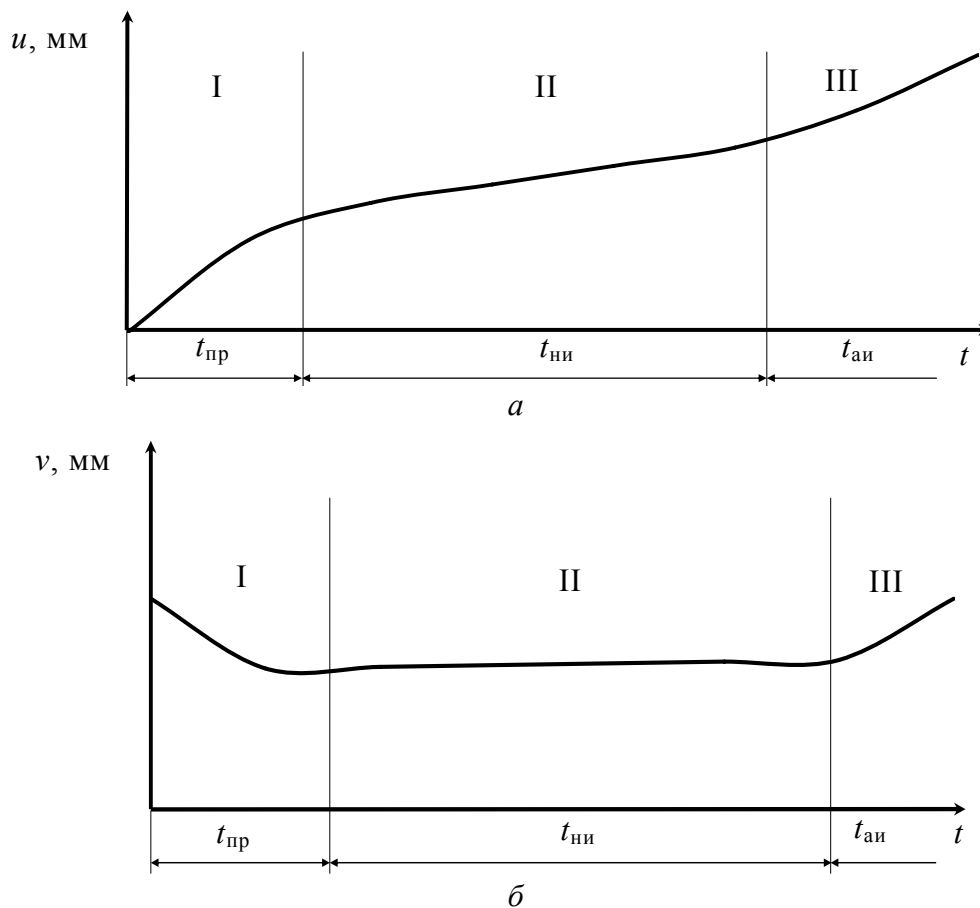 u, мм
I II III
tпр tни tаи t
а
v, мм
I II III
tпр tни tаи t
б